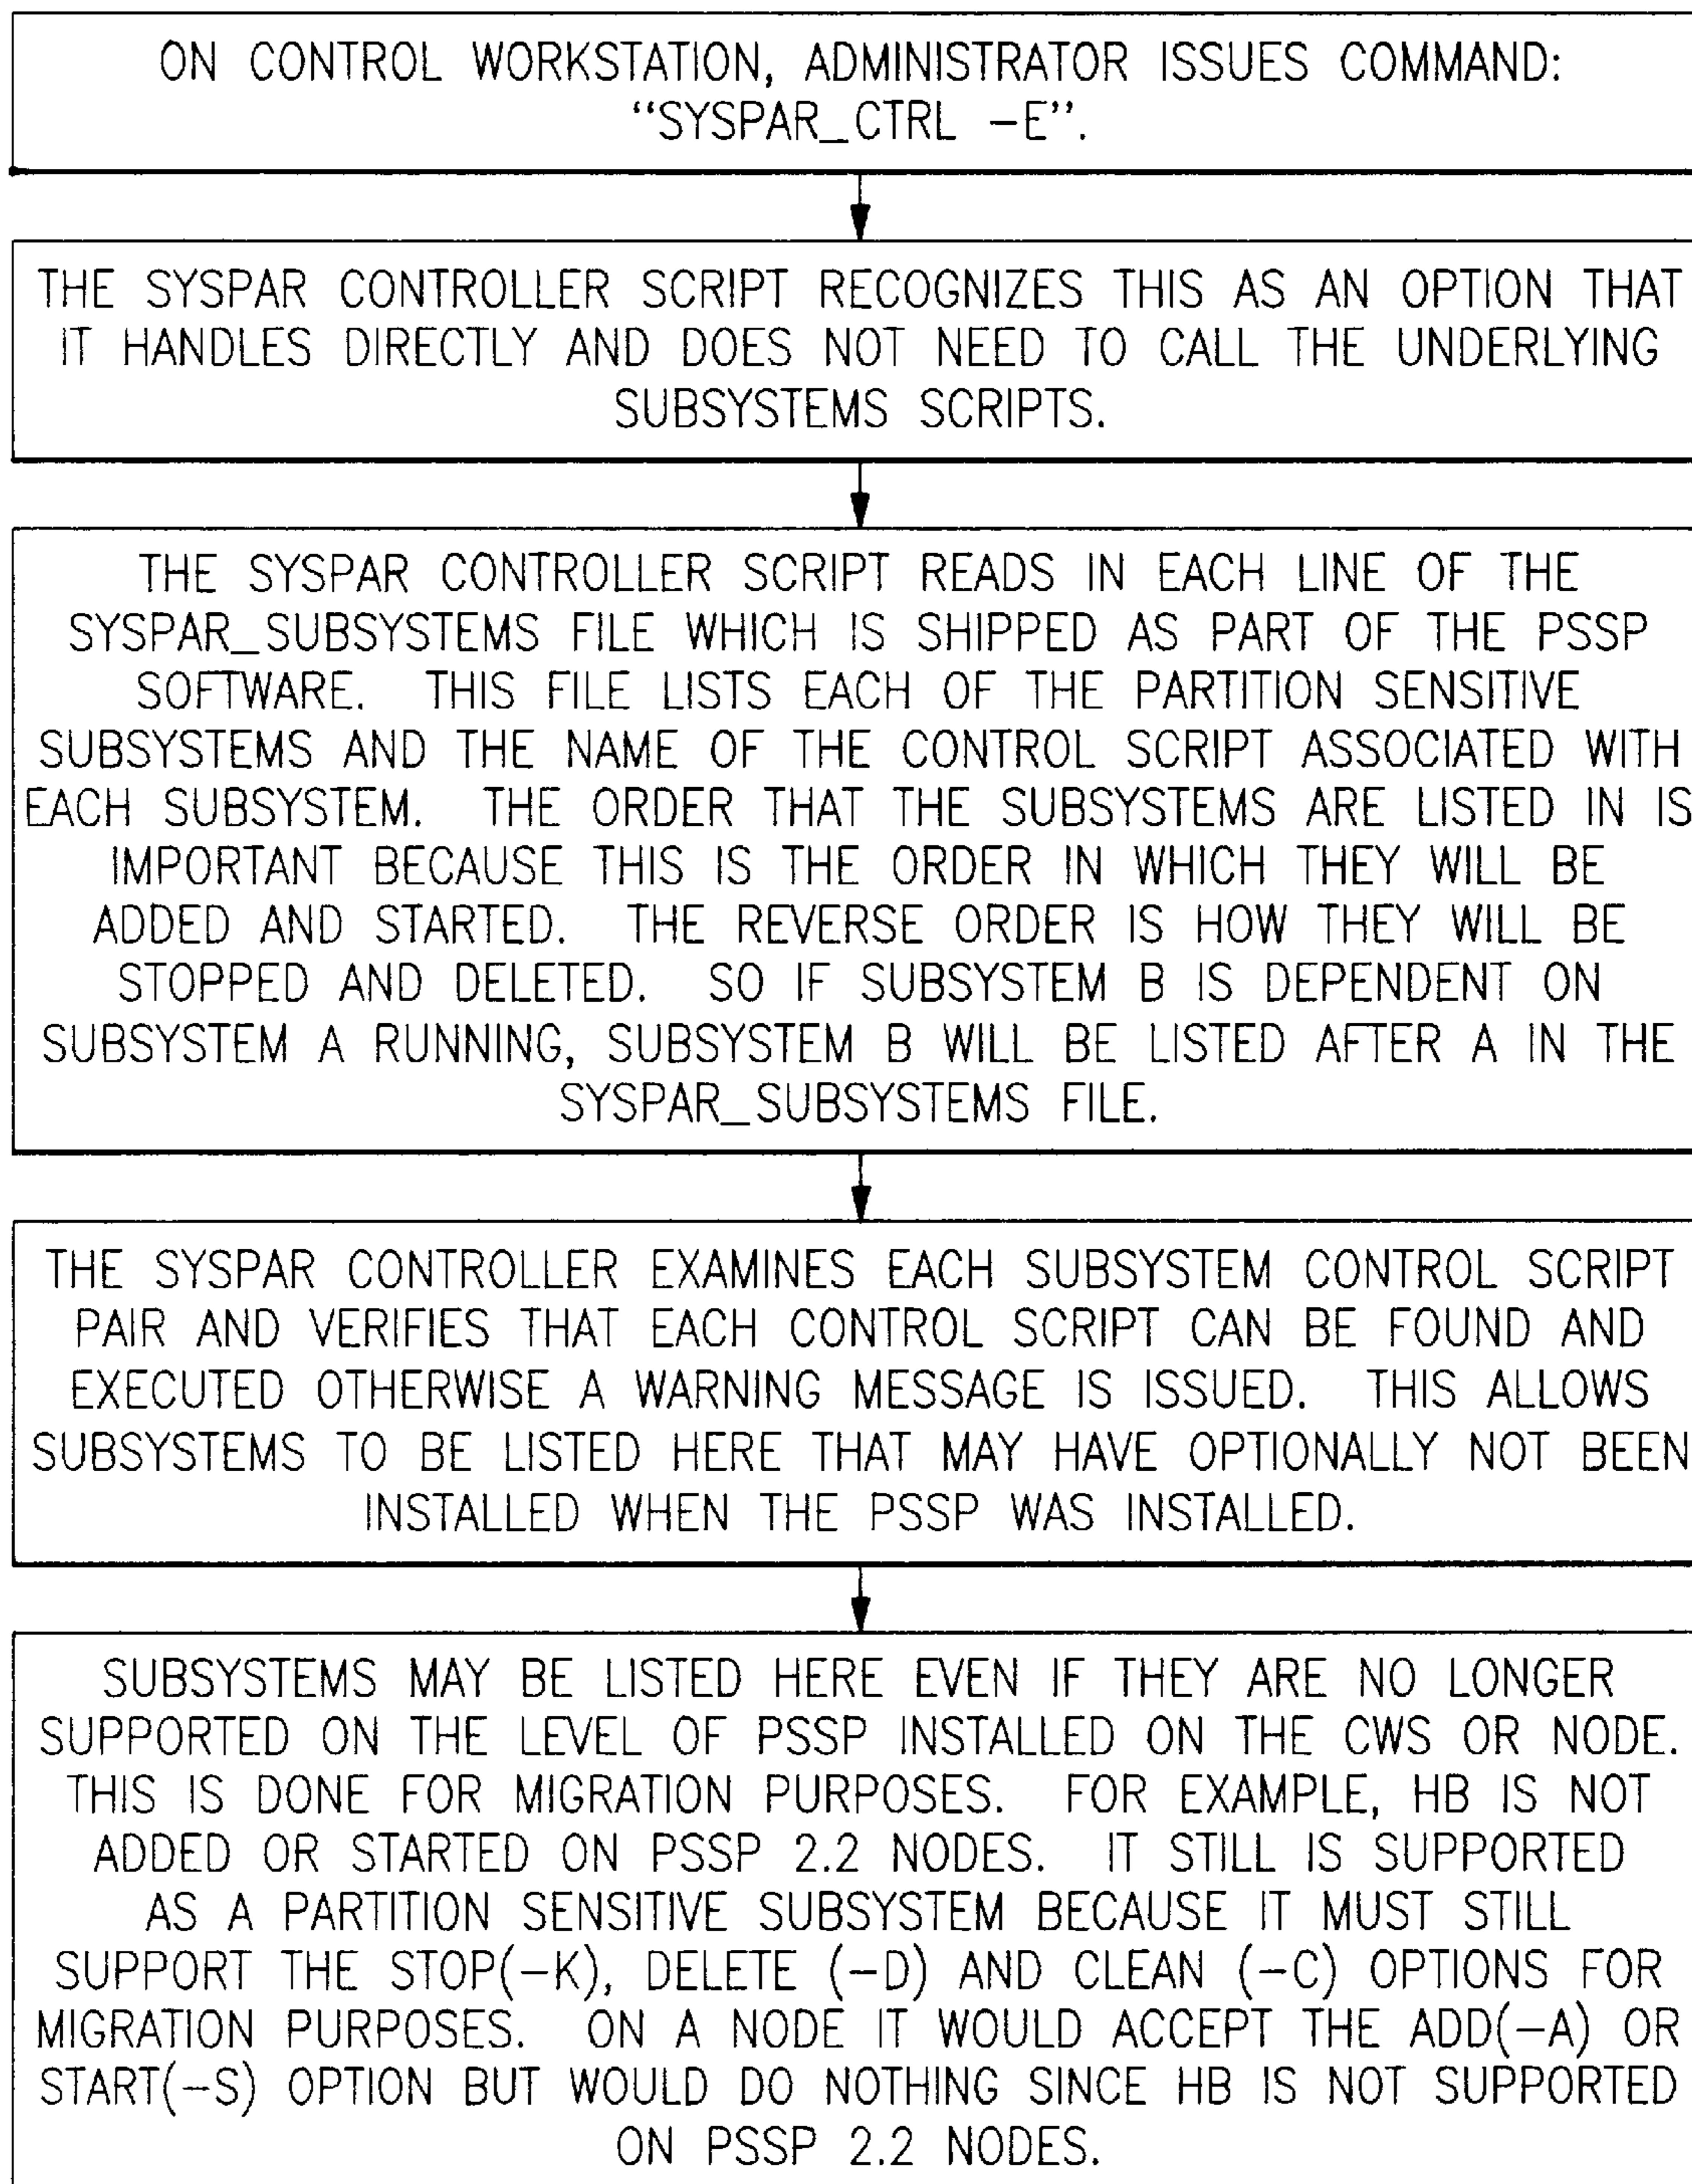 ON CONTROL WORKSTATION, ADMINISTRATOR ISSUES COMMAND:
“SYSPAR_CTRL –E”.
THE SYSPAR CONTROLLER SCRIPT RECOGNIZES THIS AS AN OPTION THAT
IT HANDLES DIRECTLY AND DOES NOT NEED TO CALL THE UNDERLYING
SUBSYSTEMS SCRIPTS.
THE SYSPAR CONTROLLER SCRIPT READS IN EACH LINE OF THE
SYSPAR_SUBSYSTEMS FILE WHICH IS SHIPPED AS PART OF THE PSSP
SOFTWARE. THIS FILE LISTS EACH OF THE PARTITION SENSITIVE
SUBSYSTEMS AND THE NAME OF THE CONTROL SCRIPT ASSOCIATED WITH
EACH SUBSYSTEM. THE ORDER THAT THE SUBSYSTEMS ARE LISTED IN IS
IMPORTANT BECAUSE THIS IS THE ORDER IN WHICH THEY WILL BE
ADDED AND STARTED. THE REVERSE ORDER IS HOW THEY WILL BE
STOPPED AND DELETED. SO IF SUBSYSTEM B IS DEPENDENT ON
SUBSYSTEM A RUNNING, SUBSYSTEM B WILL BE LISTED AFTER A IN THE
SYSPAR_SUBSYSTEMS FILE.
THE SYSPAR CONTROLLER EXAMINES EACH SUBSYSTEM CONTROL SCRIPT
PAIR AND VERIFIES THAT EACH CONTROL SCRIPT CAN BE FOUND AND
EXECUTED OTHERWISE A WARNING MESSAGE IS ISSUED. THIS ALLOWS
SUBSYSTEMS TO BE LISTED HERE THAT MAY HAVE OPTIONALLY NOT BEEN
INSTALLED WHEN THE PSSP WAS INSTALLED.
SUBSYSTEMS MAY BE LISTED HERE EVEN IF THEY ARE NO LONGER
SUPPORTED ON THE LEVEL OF PSSP INSTALLED ON THE CWS OR NODE.
THIS IS DONE FOR MIGRATION PURPOSES. FOR EXAMPLE, HB IS NOT
ADDED OR STARTED ON PSSP 2.2 NODES. IT STILL IS SUPPORTED
AS A PARTITION SENSITIVE SUBSYSTEM BECAUSE IT MUST STILL
SUPPORT THE STOP(–K), DELETE (–D) AND CLEAN (–C) OPTIONS FOR
MIGRATION PURPOSES. ON A NODE IT WOULD ACCEPT THE ADD(–A) OR
START(–S) OPTION BUT WOULD DO NOTHING SINCE HB IS NOT SUPPORTED
ON PSSP 2.2 NODES.